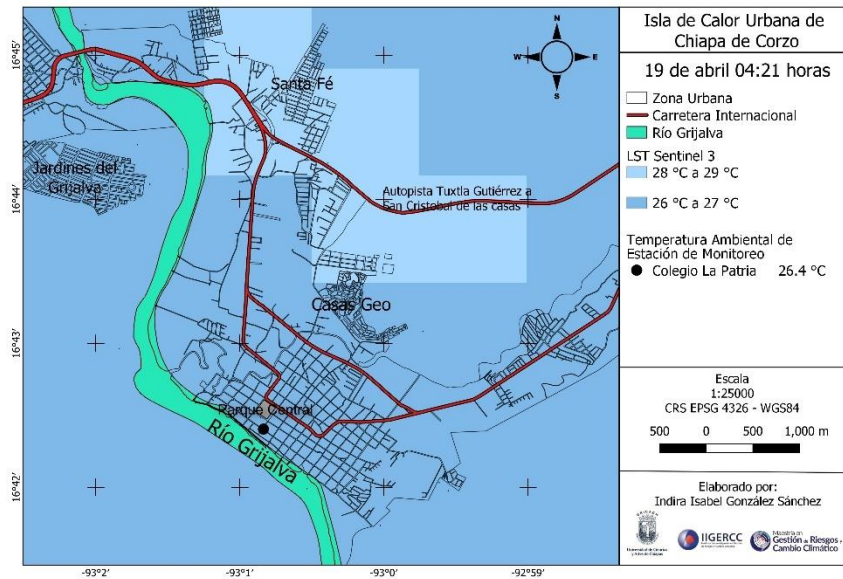 Isla de Calor Urbana de
Chiapa de Corzo
19 de abril 04:21 horas
Zona Urbana
Carretera Internacional
Río Grijalva
LST Sentinel 3
28 °C a 29 °C
26 °C a 27 °C
Temperatura Ambiental de
Estación de Monitoreo
Colegio La Patria 26.4 °C
Escala
1:25000
CRS EPSG 4326 - WGS84
500 0 500 1,000 m
Elaborado por:
Indira Isabel González Sánchez
IIGERCC
Maestría en
Gestión de Riesgos y
Cambio Climático
N
W E
S
Santa Fé
Jardines del
Grijalva
Autopista Tuxtla Gutiérrez a
San Cristobal de las casas
Casas Geo
Parque Central
Río Grijalva
16°45'
16°44'
16°43'
16°42'
-93°2' -93°1' -93°0' -92°59'